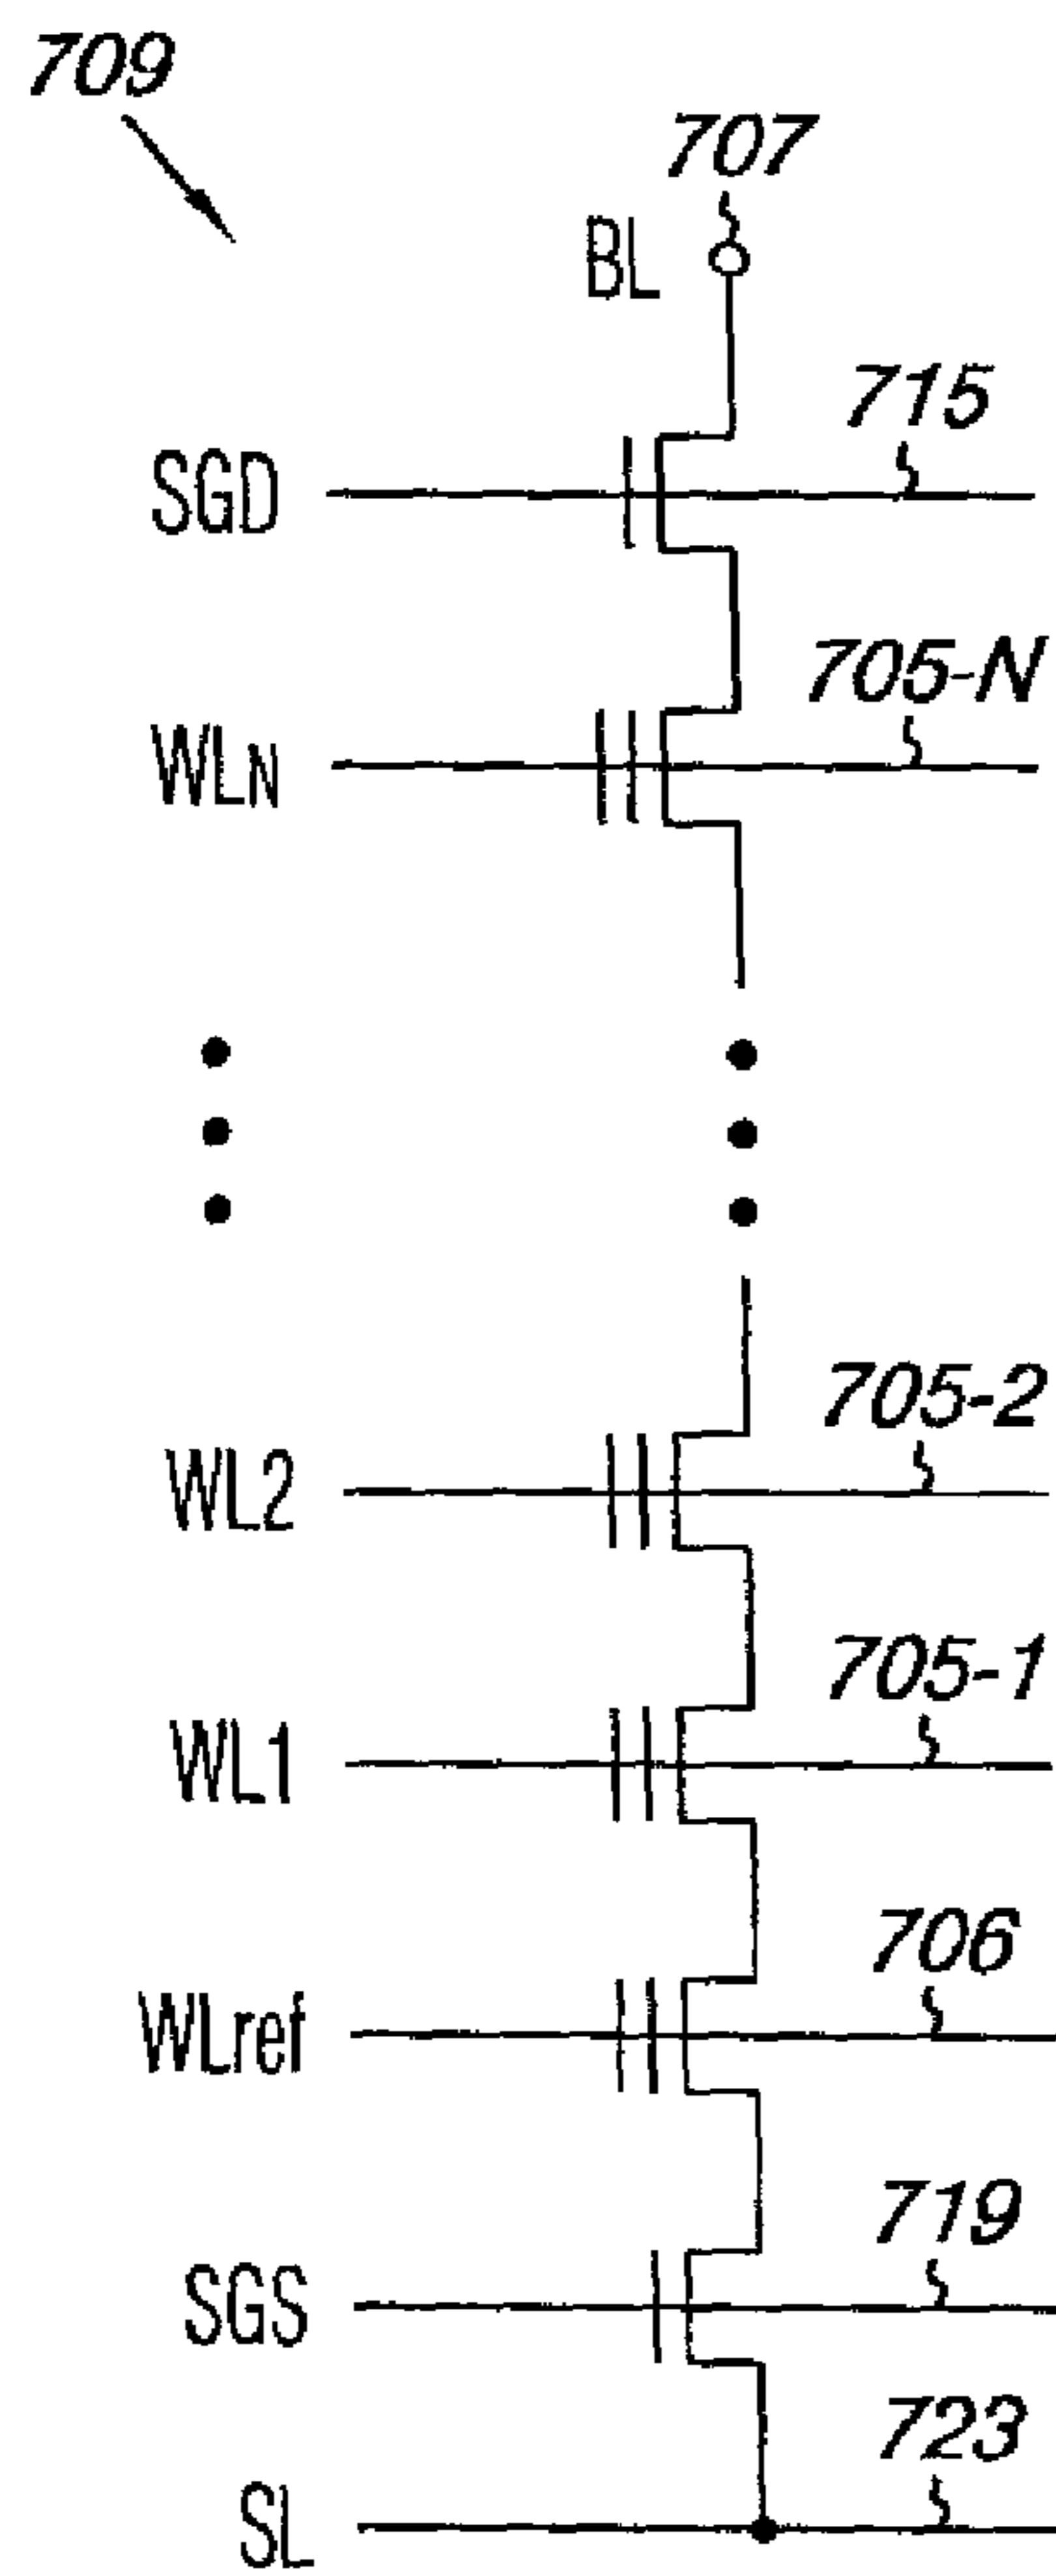 709
707
BL
715
SGD
705-N
WLN
705-2
WL2
705-1
WL1
706
WLref
719
SGS
723
SL